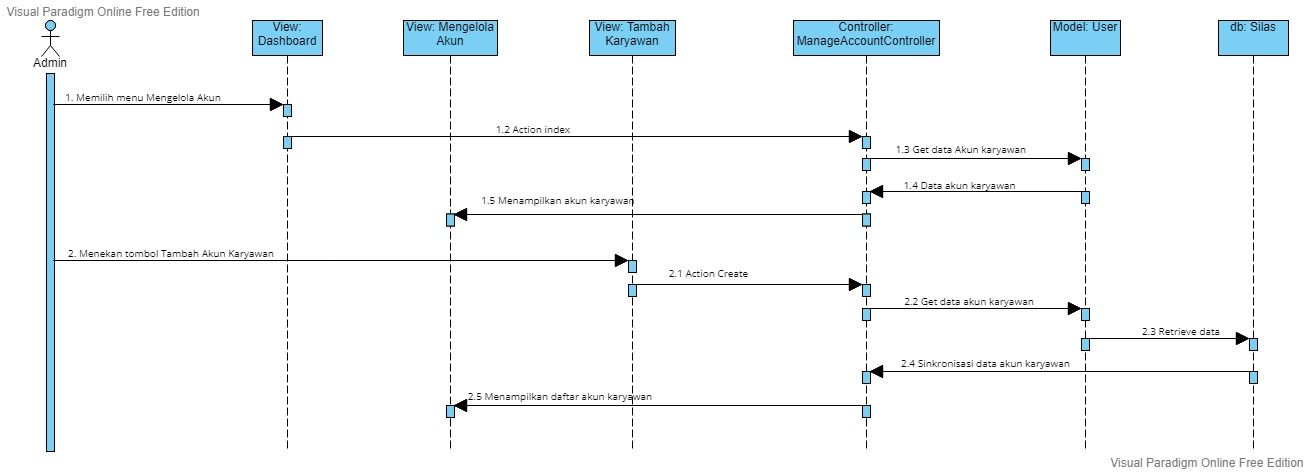 Visual Paradigm Online Free Edition
Admin
View:
Dashboard
View: Mengelola
Akun
View: Tambah
Karyawan
Controller:
ManageAccountController
Model: User
db: Silas
1. Memilih menu Mengelola Akun
1.2 Action index
1.3 Get data Akun karyawan
1.4 Data akun karyawan
1.5 Menampilkan akun karyawan
2. Menekan tombol Tambah Akun Karyawan
2.1 Action Create
2.2 Get data akun karyawan
2.3 Retrieve data
2.4 Sinkronisasi data akun karyawan
2.5 Menampilkan daftar akun karyawan
Visual Paradigm Online Free Edition